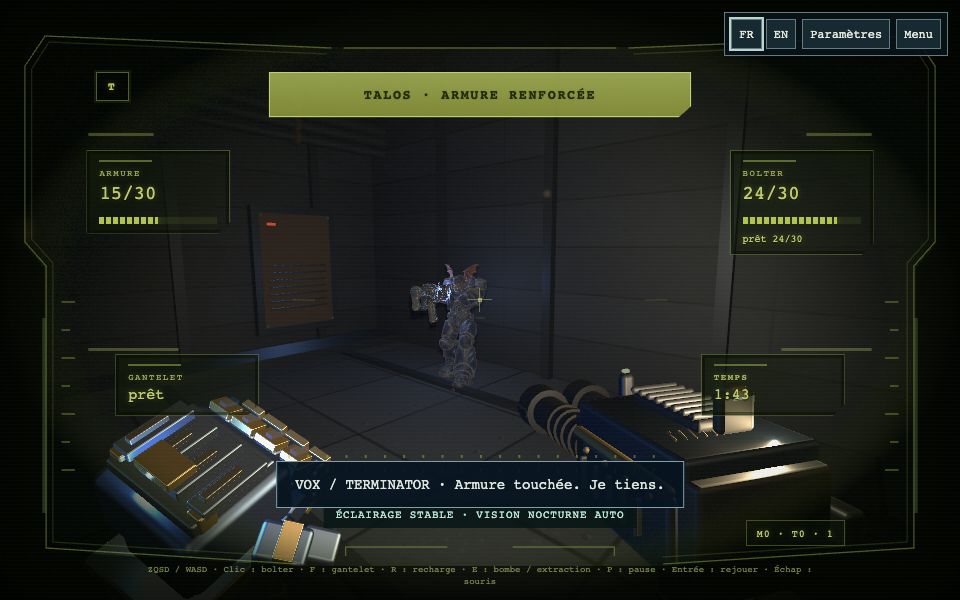 FR EN Paramètres Menu
T
TALOS · ARMURE RENFORCÉE
ARMURE
15/30
BOLTER
24/30
prêt 24/30
GANTELET
prêt
TEMPS
1:43
VOX / TERMINATOR · Armure touchée. Je tiens.
ÉCLAIRAGE STABLE · VISION NOCTURNE AUTO
M0 · T0 · 1
ZQSD / WASD · Clic : bolter · F : gantelet · R : recharge · E : bombe / extraction · P : pause · Entrée : rejouer · Échap :
souris